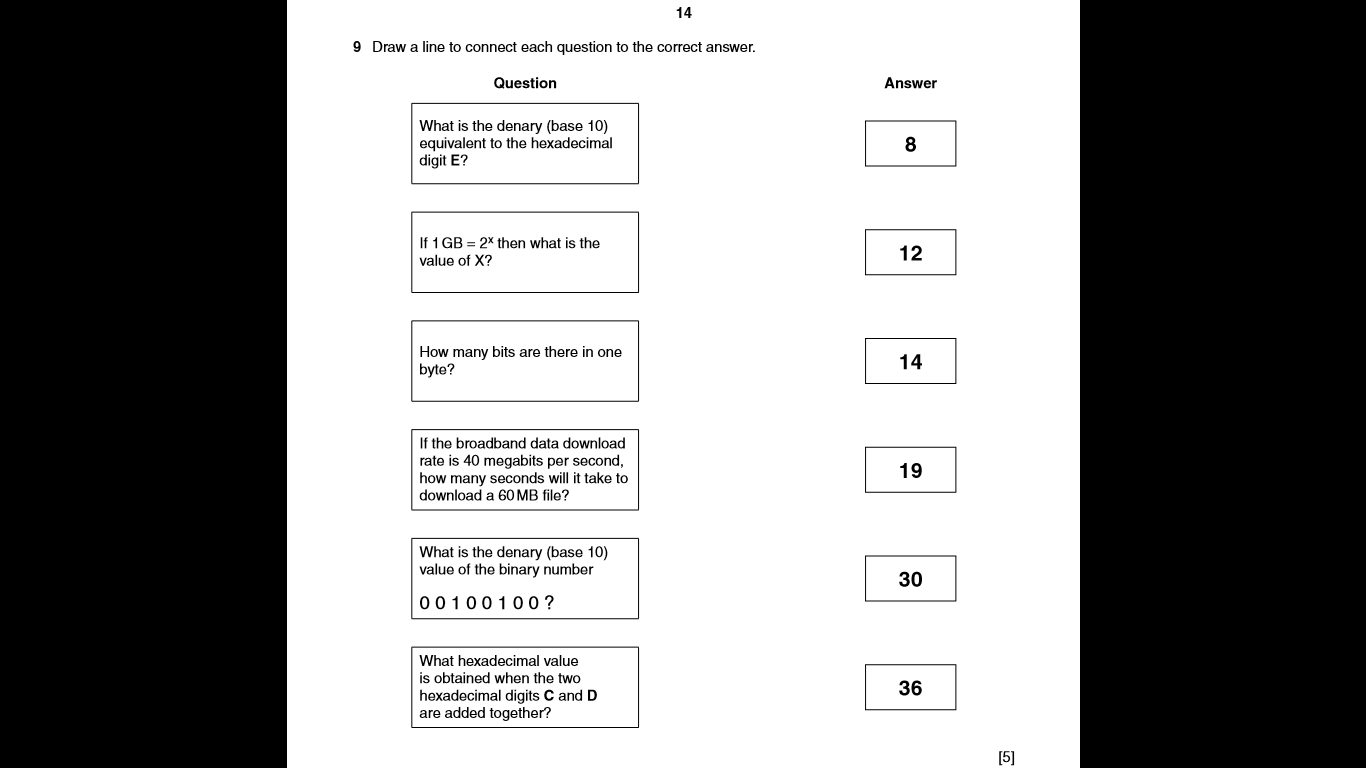 14
9 Draw a line to connect each question to the correct answer.
Question Answer
What is the denary (base 10)
equivalent to the hexadecimal
digit E?
8
If 1 GB = 2ˣ then what is the
value of X?
12
How many bits are there in one
byte?
14
If the broadband data download
rate is 40 megabits per second,
how many seconds will it take to
download a 60 MB file?
19
What is the denary (base 10)
value of the binary number
0 0 1 0 0 1 0 0 ?
30
What hexadecimal value
is obtained when the two
hexadecimal digits C and D
are added together?
36
[5]